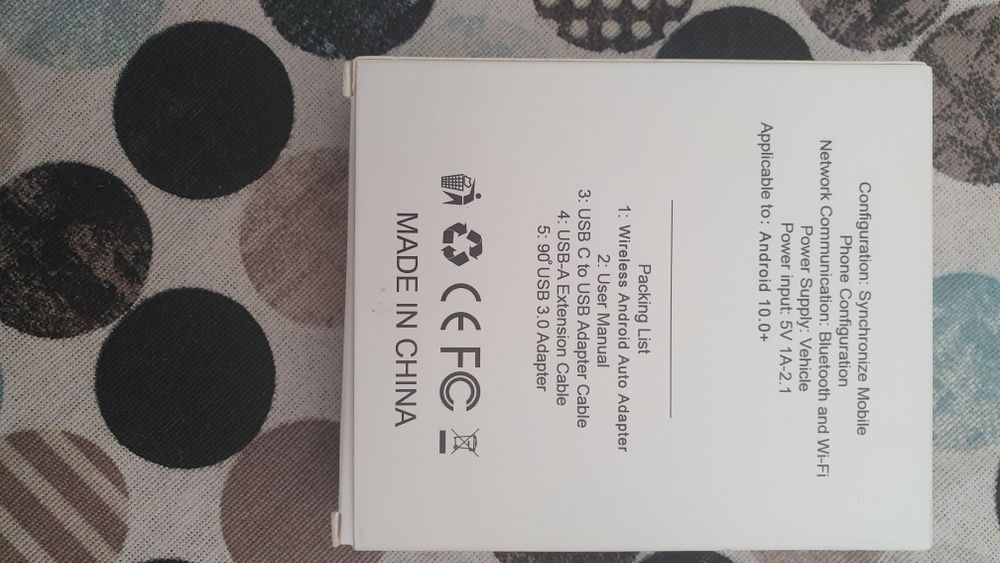 Configuration: Synchronize Mobile
Phone Configuration
Network Communication: Bluetooth and Wi-Fi
Power Supply: Vehicle
Power input: 5V 1A-2.1
Applicable to: Android 10.0+
Packing List
1: Wireless Android Auto Adapter
2: User Manual
3: USB C to USB Adapter Cable
4: USB-A Extension Cable
5: 90°USB 3.0 Adapter
CE FC
MADE IN CHINA